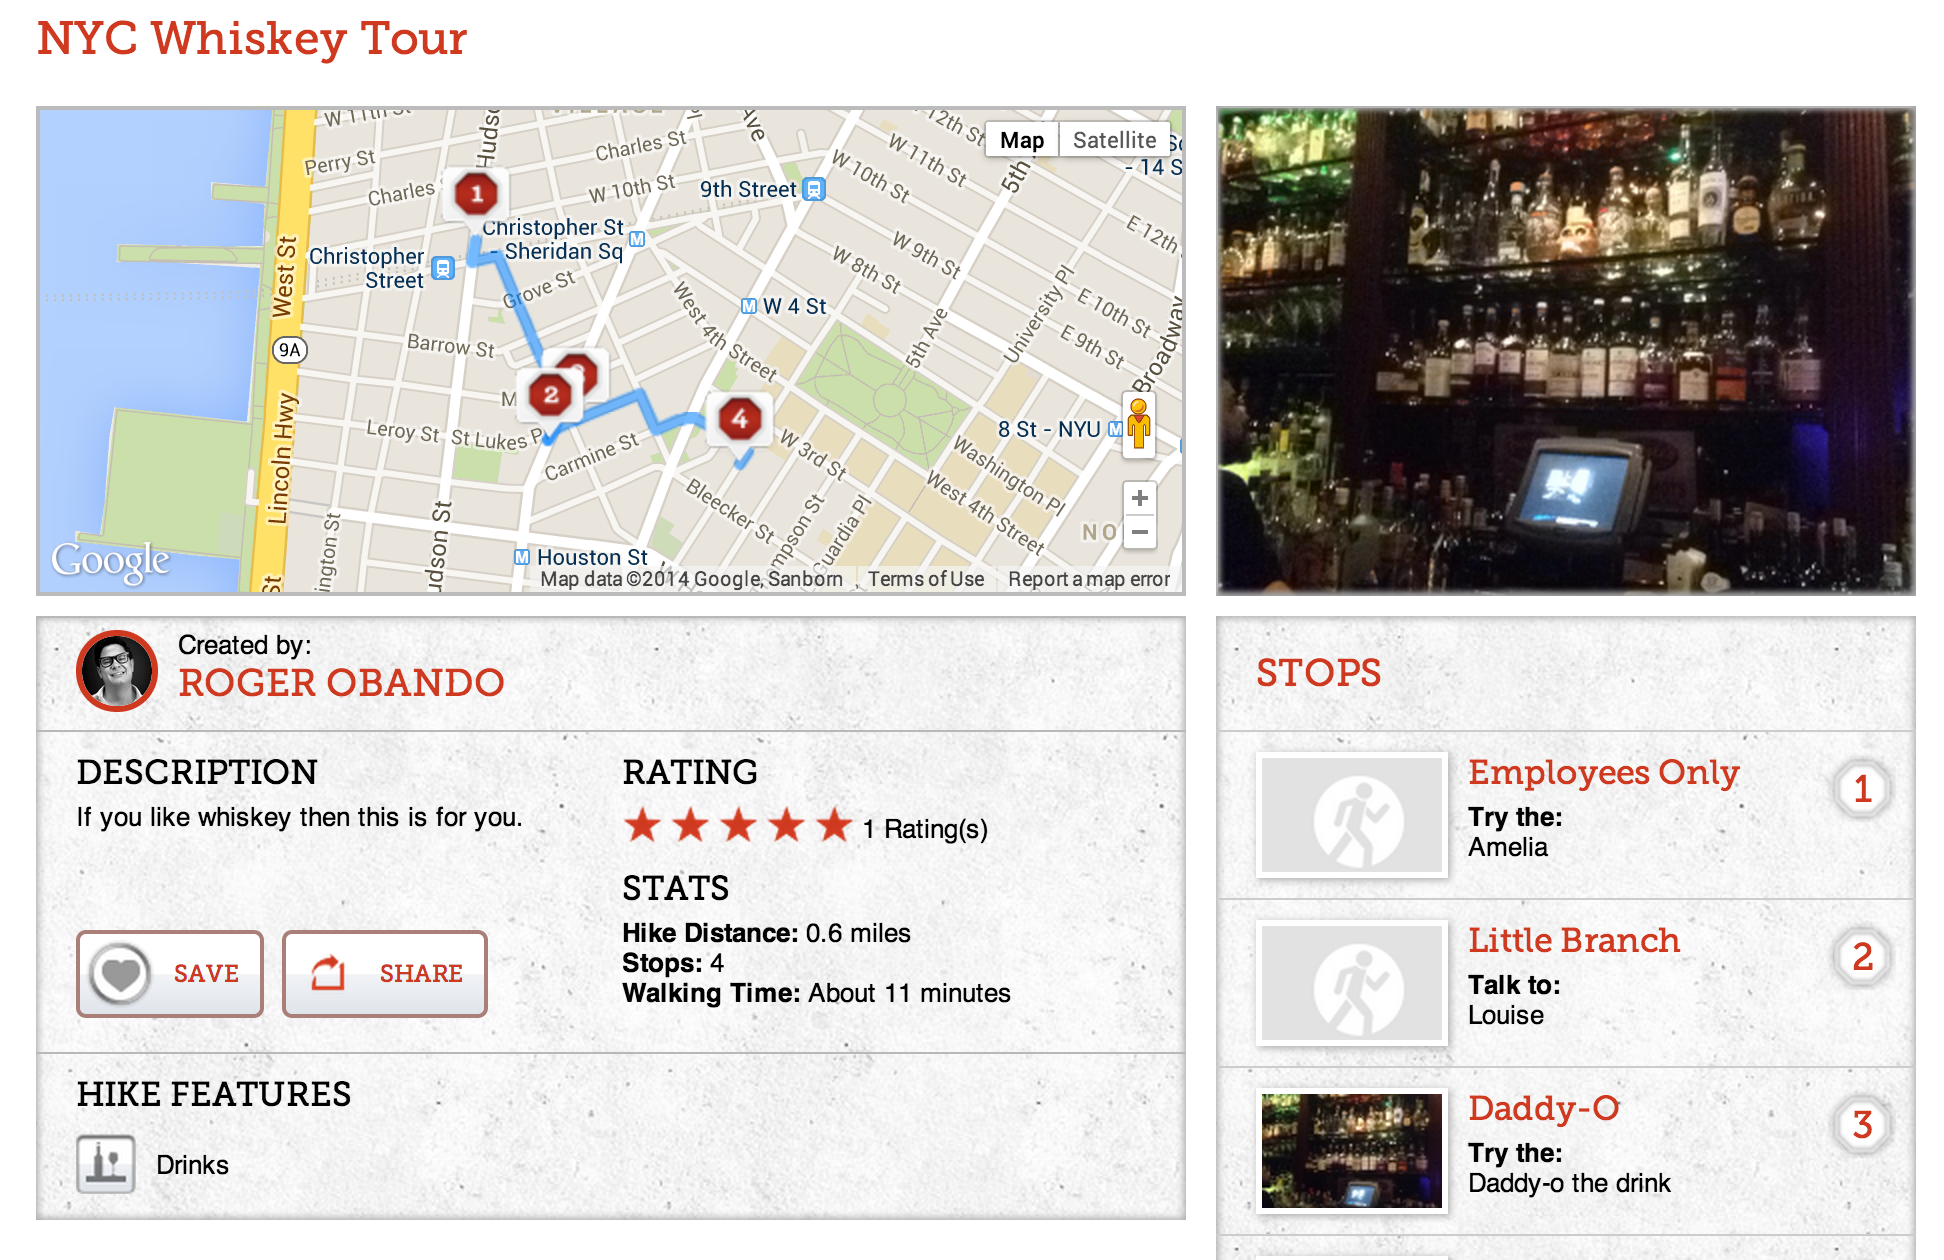 NYC Whiskey Tour
W 11th St
Perry St
Charles
Charles St
W 10th St
9th Street
W 10th St
W 11th St
12th St
Map
Satellite
- 14 S
5th
E 12th
Christopher St
- Sheridan Sq
Christopher
Street
Grove St
W 9th St
W 8th St
West St
M W 4 St
West 4th Street
5th Ave
University Pl
E 10th St
E 9th St
Broadway
9A
Barrow St
1
2
4
Leroy St
St Lukes P
Carmine St
W 3rd St
8 St - NYU M
Washington Pl
West 4th Street
Lincoln Hwy
Bleecker St
NO
+
−
Google
M Houston St
Map data ©2014 Google, Sanborn
Terms of Use
Report a map error
Created by:
ROGER OBANDO
DESCRIPTION
If you like whiskey then this is for you.
SAVE
SHARE
RATING
1 Rating(s)
STATS
Hike Distance: 0.6 miles
Stops: 4
Walking Time: About 11 minutes
HIKE FEATURES
Drinks
STOPS
Employees Only
1
Try the:
Amelia
Little Branch
2
Talk to:
Louise
Daddy-O
3
Try the:
Daddy-o the drink